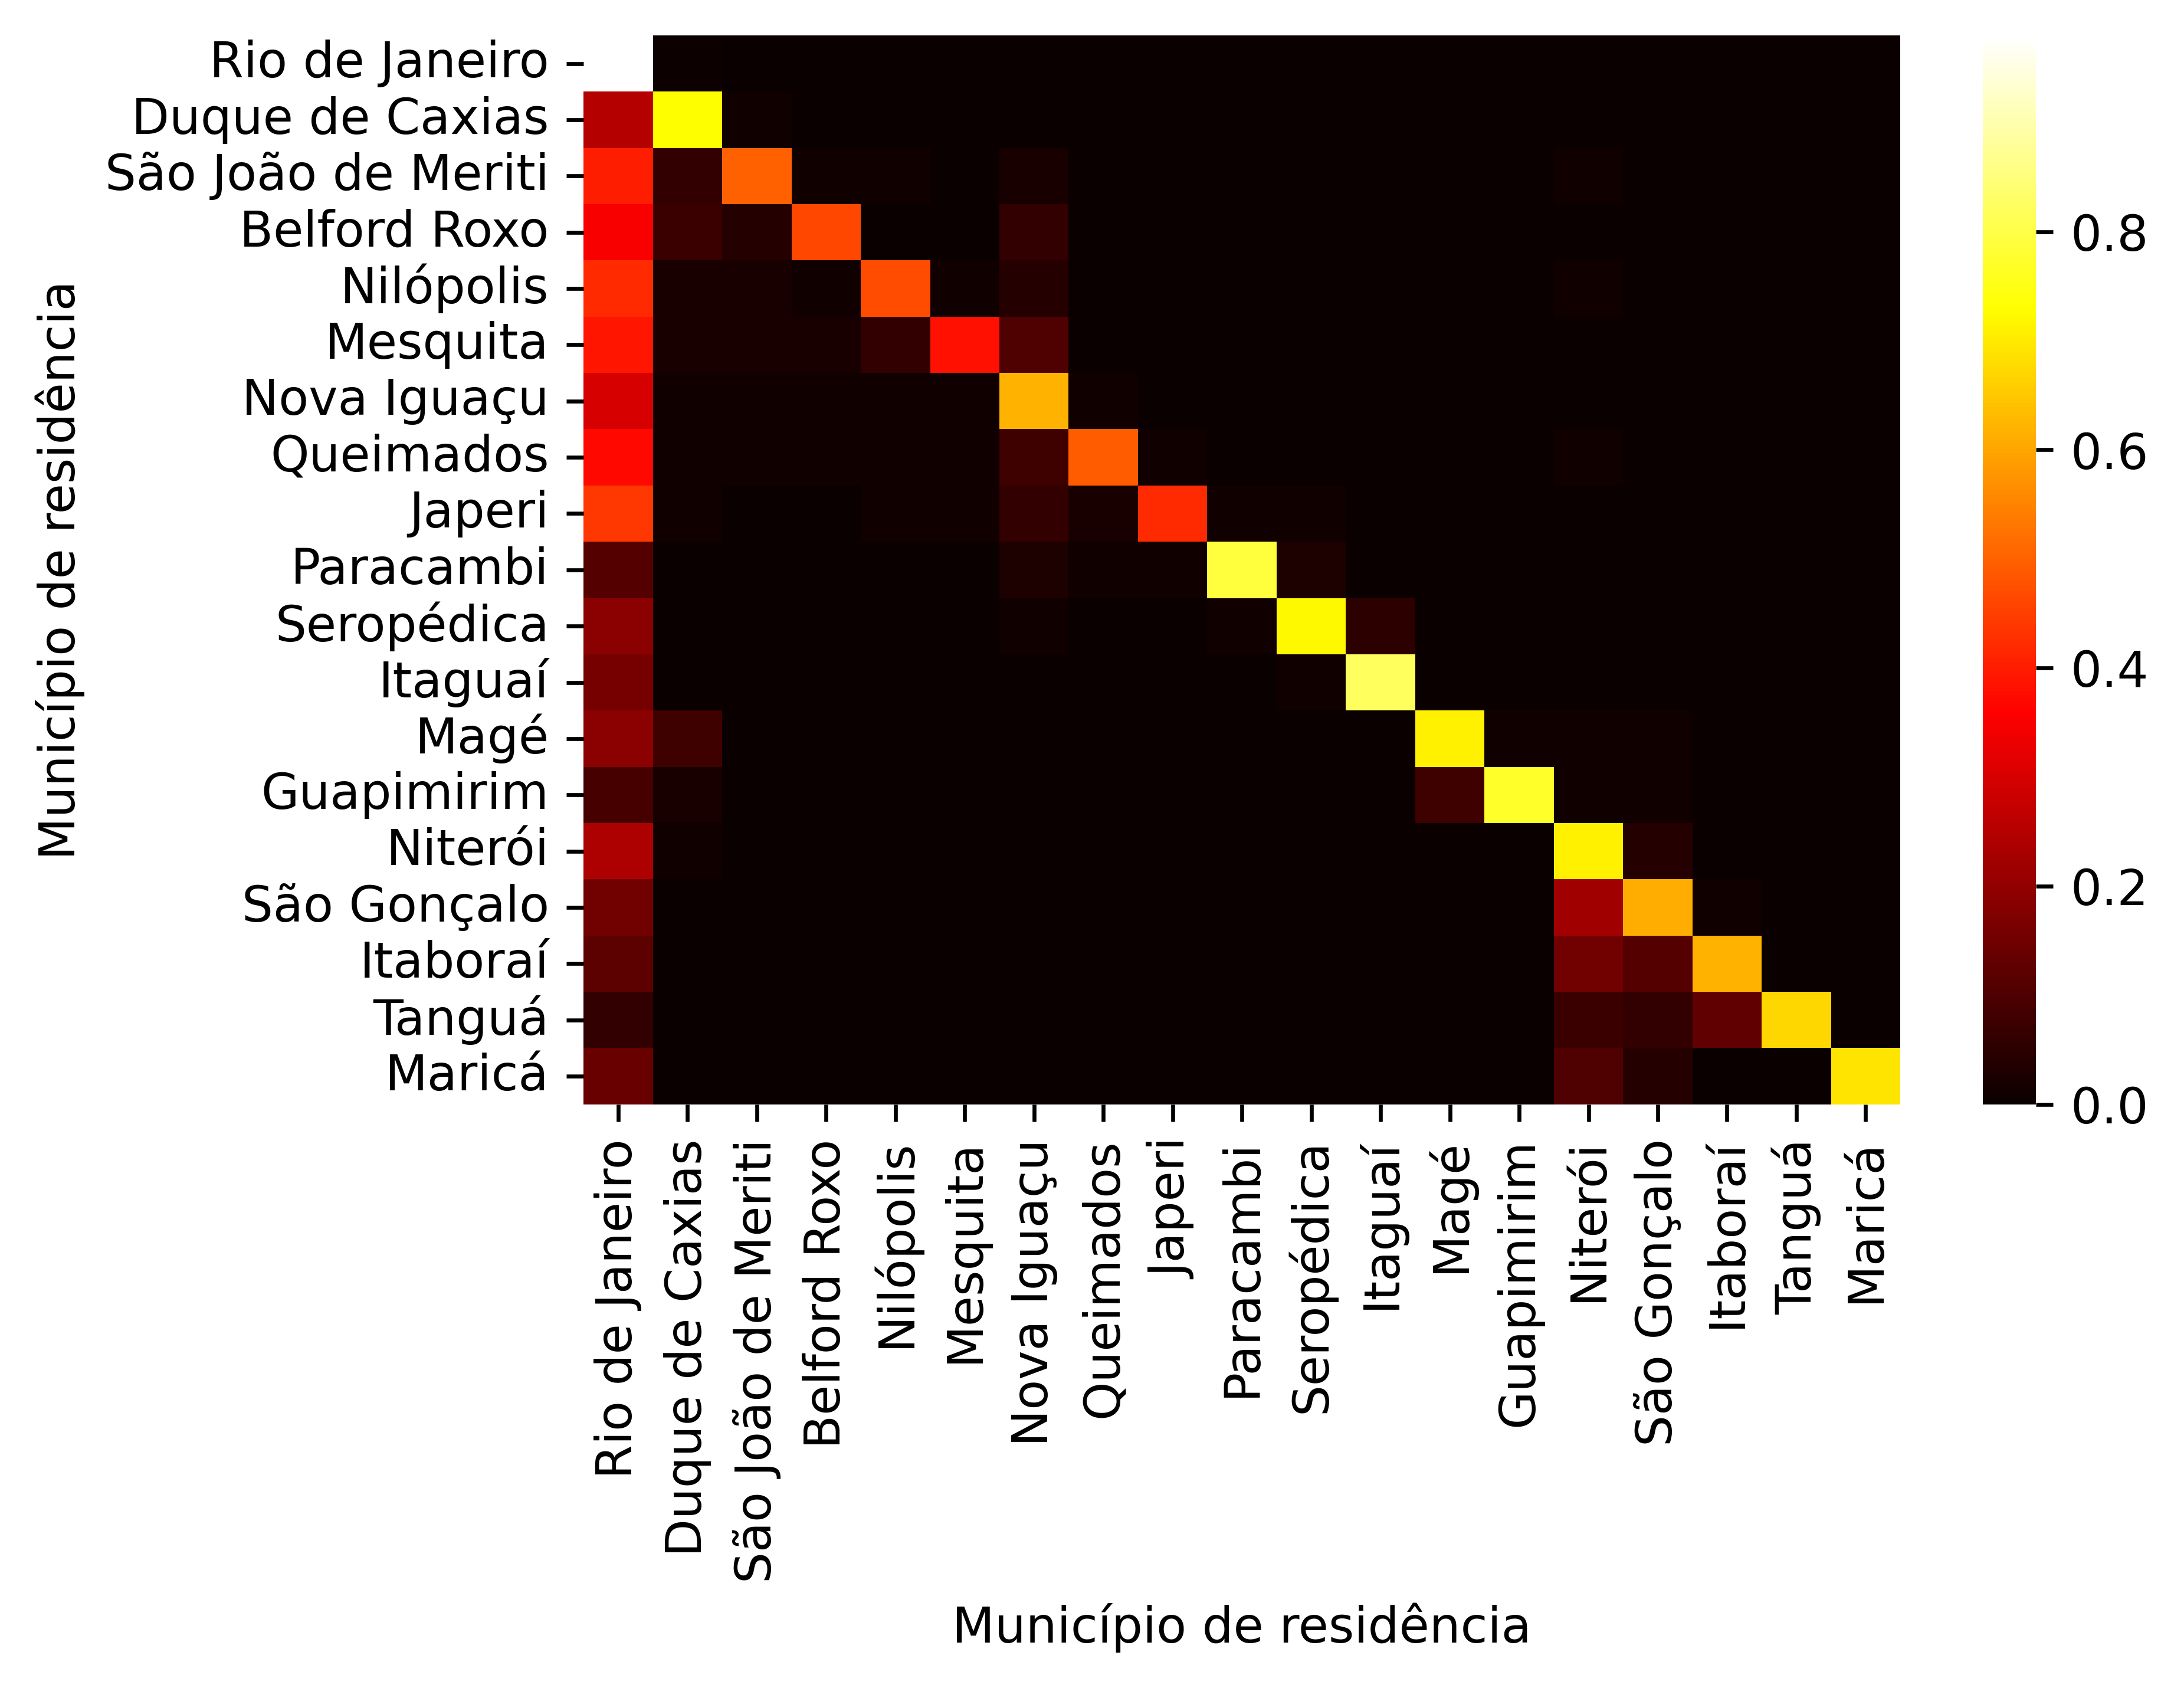 Rio de Janeiro
Duque de Caxias
São João de Meriti
Belford Roxo
Nilópolis
Mesquita
Nova Iguaçu
Queimados
Japeri
Paracambi
Seropédica
Itaguaí
Magé
Guapimirim
Niterói
São Gonçalo
Itaboraí
Tanguá
Maricá
Município de residência
0.8
0.6
0.4
0.2
0.0
Rio de Janeiro
Duque de Caxias
São João de Meriti
Belford Roxo
Nilópolis
Mesquita
Nova Iguaçu
Queimados
Japeri
Paracambi
Seropédica
Itaguaí
Magé
Guapimirim
Niterói
São Gonçalo
Itaboraí
Tanguá
Maricá
Município de residência